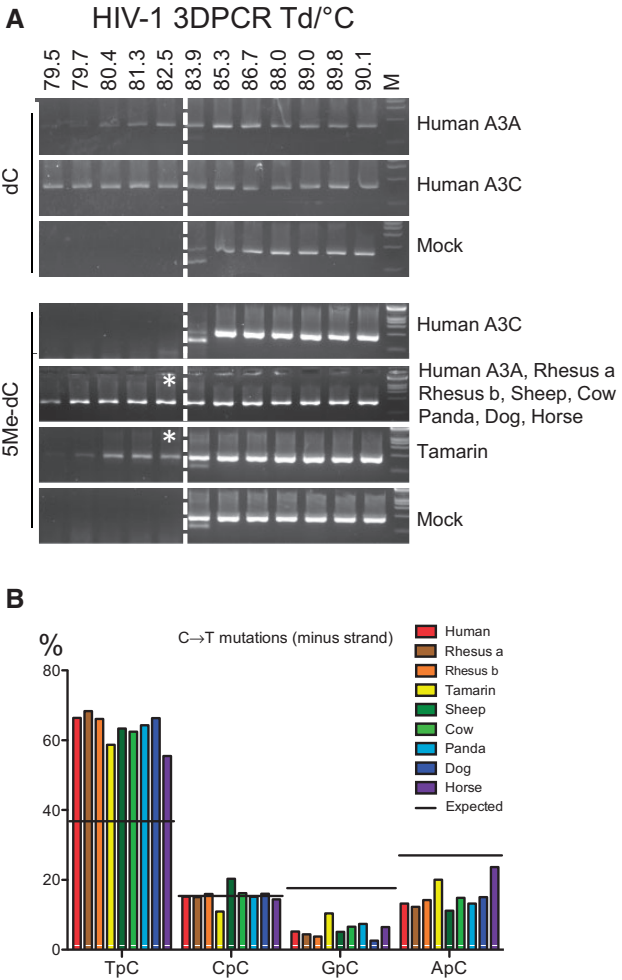 A
HIV-1 3DPCR Td/°C
79.5 79.7 80.4 81.3 82.5 83.9 85.3 86.7 88.0 89.0 89.8 90.1 M
dC
Human A3A
Human A3C
Mock
5Me-dC
Human A3C
*
Human A3A, Rhesus a
Rhesus b, Sheep, Cow
Panda, Dog, Horse
*
Tamarin
Mock
B
%
C→T mutations (minus strand)
Human
Rhesus a
Rhesus b
Tamarin
Sheep
Cow
Panda
Dog
Horse
Expected
80
60
40
20
0
TpC CpC GpC ApC